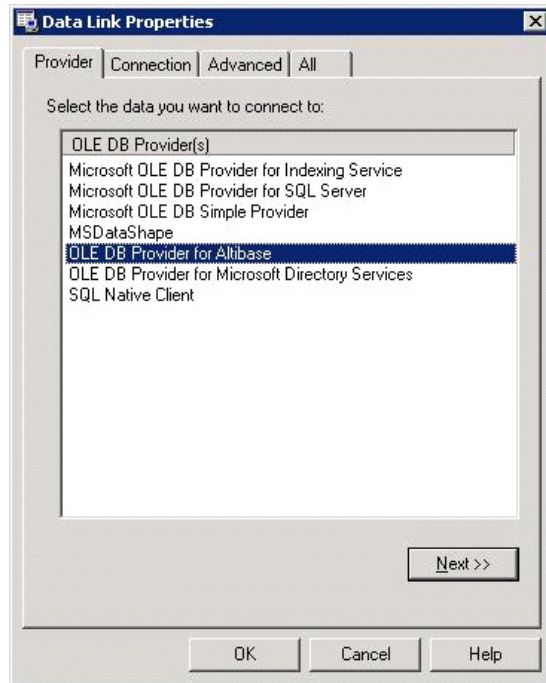 Data Link Properties
Provider Connection Advanced All
Select the data you want to connect to:
OLE DB Provider(s)
Microsoft OLE DB Provider for Indexing Service
Microsoft OLE DB Provider for SQL Server
Microsoft OLE DB Simple Provider
MSDataShape
OLE DB Provider for Altibase
OLE DB Provider for Microsoft Directory Services
SQL Native Client
Next >>
OK Cancel Help